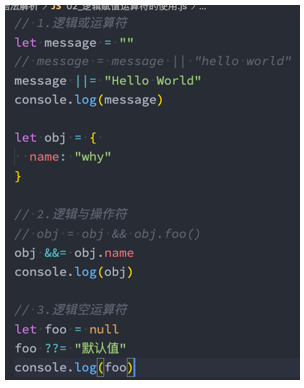 JS 02_逻辑赋值运算符的使用.js / ...
// 1.逻辑或运算符
let message = ""
// message = message || "hello world"
message ||= "Hello World"
console.log(message)
let obj = {
name: "why"
}
// 2.逻辑与操作符
// obj = obj && obj.foo()
obj &&= obj.name
console.log(obj)
// 3.逻辑空运算符
let foo = null
foo ??= "默认值"
console.log(foo)